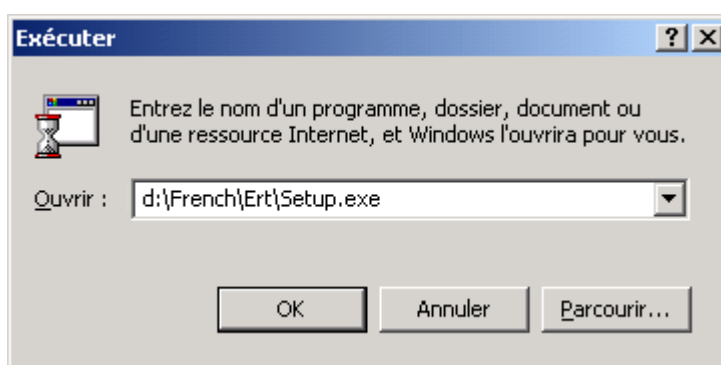 Exécuter
Entrez le nom d'un programme, dossier, document ou
d'une ressource Internet, et Windows l'ouvrira pour vous.
Ouvrir : d:\French\Ert\Setup.exe
OK Annuler Parcourir...